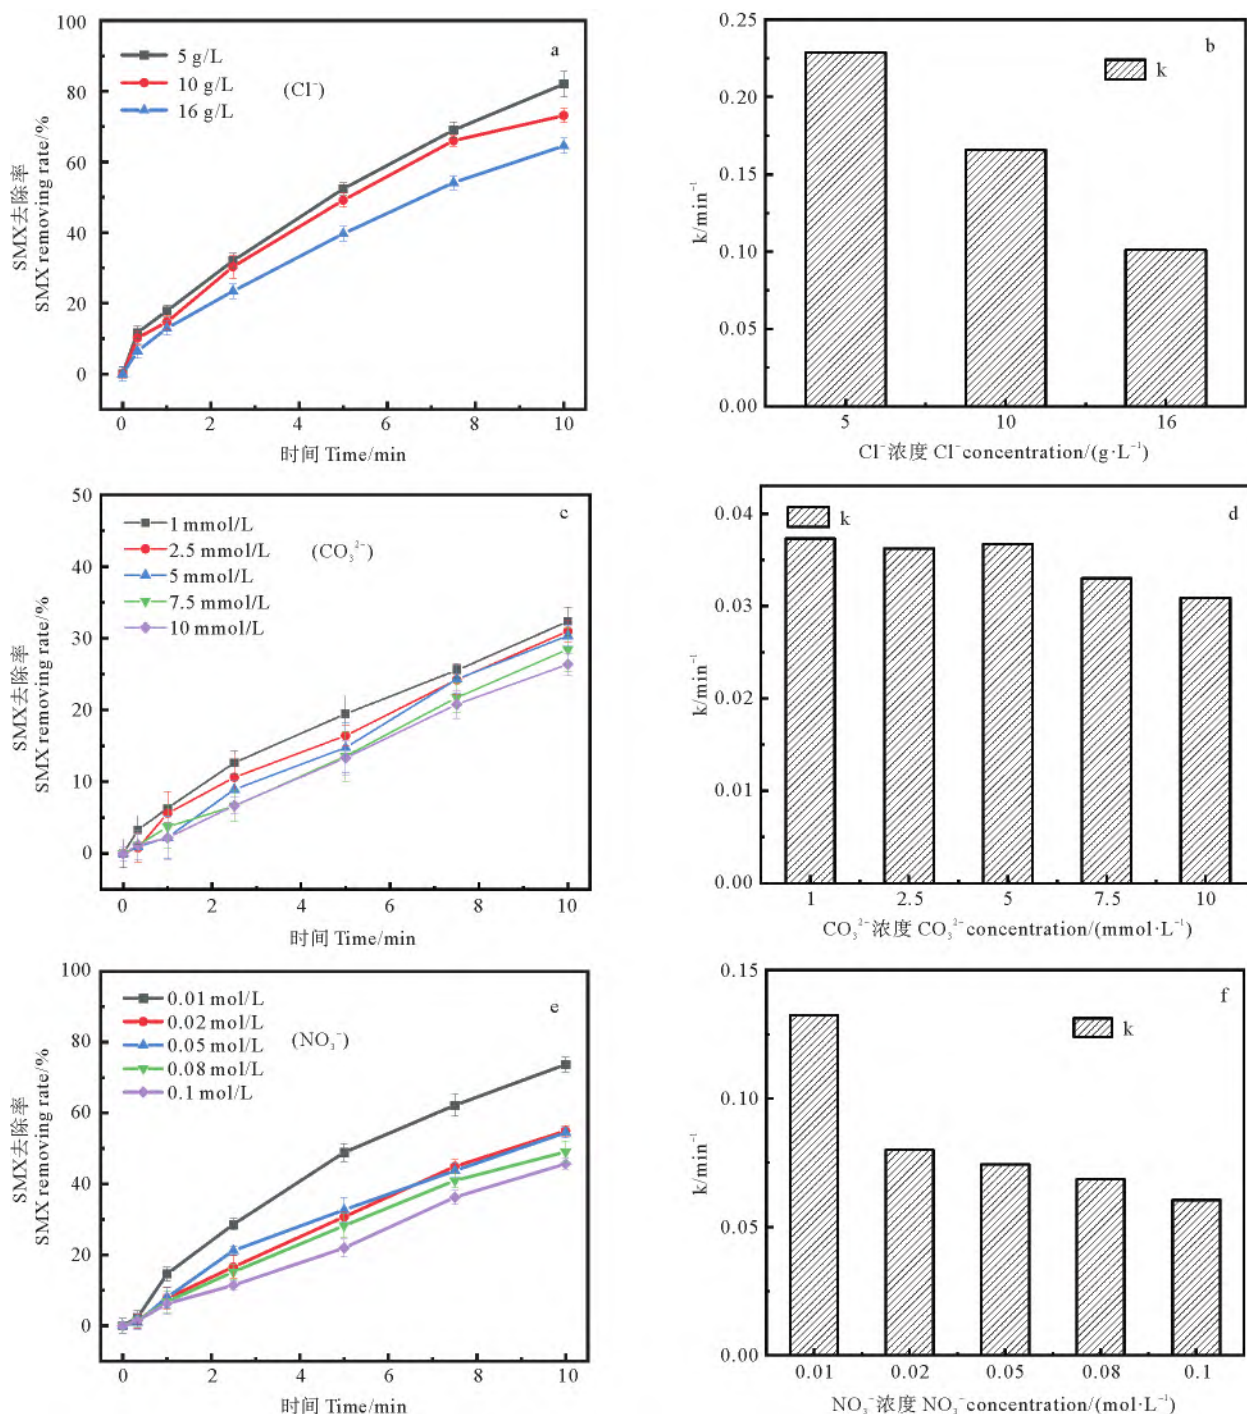 100
80
60
40
20
0
SMX去除率
SMX removing rate/%
5 g/L
10 g/L
16 g/L
(Cl⁻)
a
0 2 4 6 8 10
时间 Time/min
0.25
0.20
0.15
0.10
0.05
0.00
k/min⁻¹
k
b
5 10 16
Cl⁻浓度 Cl⁻concentration/(g·L⁻¹)
50
40
30
20
10
0
SMX去除率
SMX removing rate/%
1 mmol/L
2.5 mmol/L
5 mmol/L
7.5 mmol/L
10 mmol/L
(CO₃²⁻)
c
0 2 4 6 8 10
时间 Time/min
0.04
0.03
0.02
0.01
0.00
k/min⁻¹
k
d
1 2.5 5 7.5 10
CO₃²⁻浓度 CO₃²⁻concentration/(mmol·L⁻¹)
100
80
60
40
20
0
SMX去除率
SMX removing rate/%
0.01 mol/L
0.02 mol/L
0.05 mol/L
0.08 mol/L
0.1 mol/L
(NO₃⁻)
e
0 2 4 6 8 10
时间 Time/min
0.15
0.10
0.05
0.00
k/min⁻¹
k
f
0.01 0.02 0.05 0.08 0.1
NO₃⁻浓度 NO₃⁻concentration/(mol·L⁻¹)